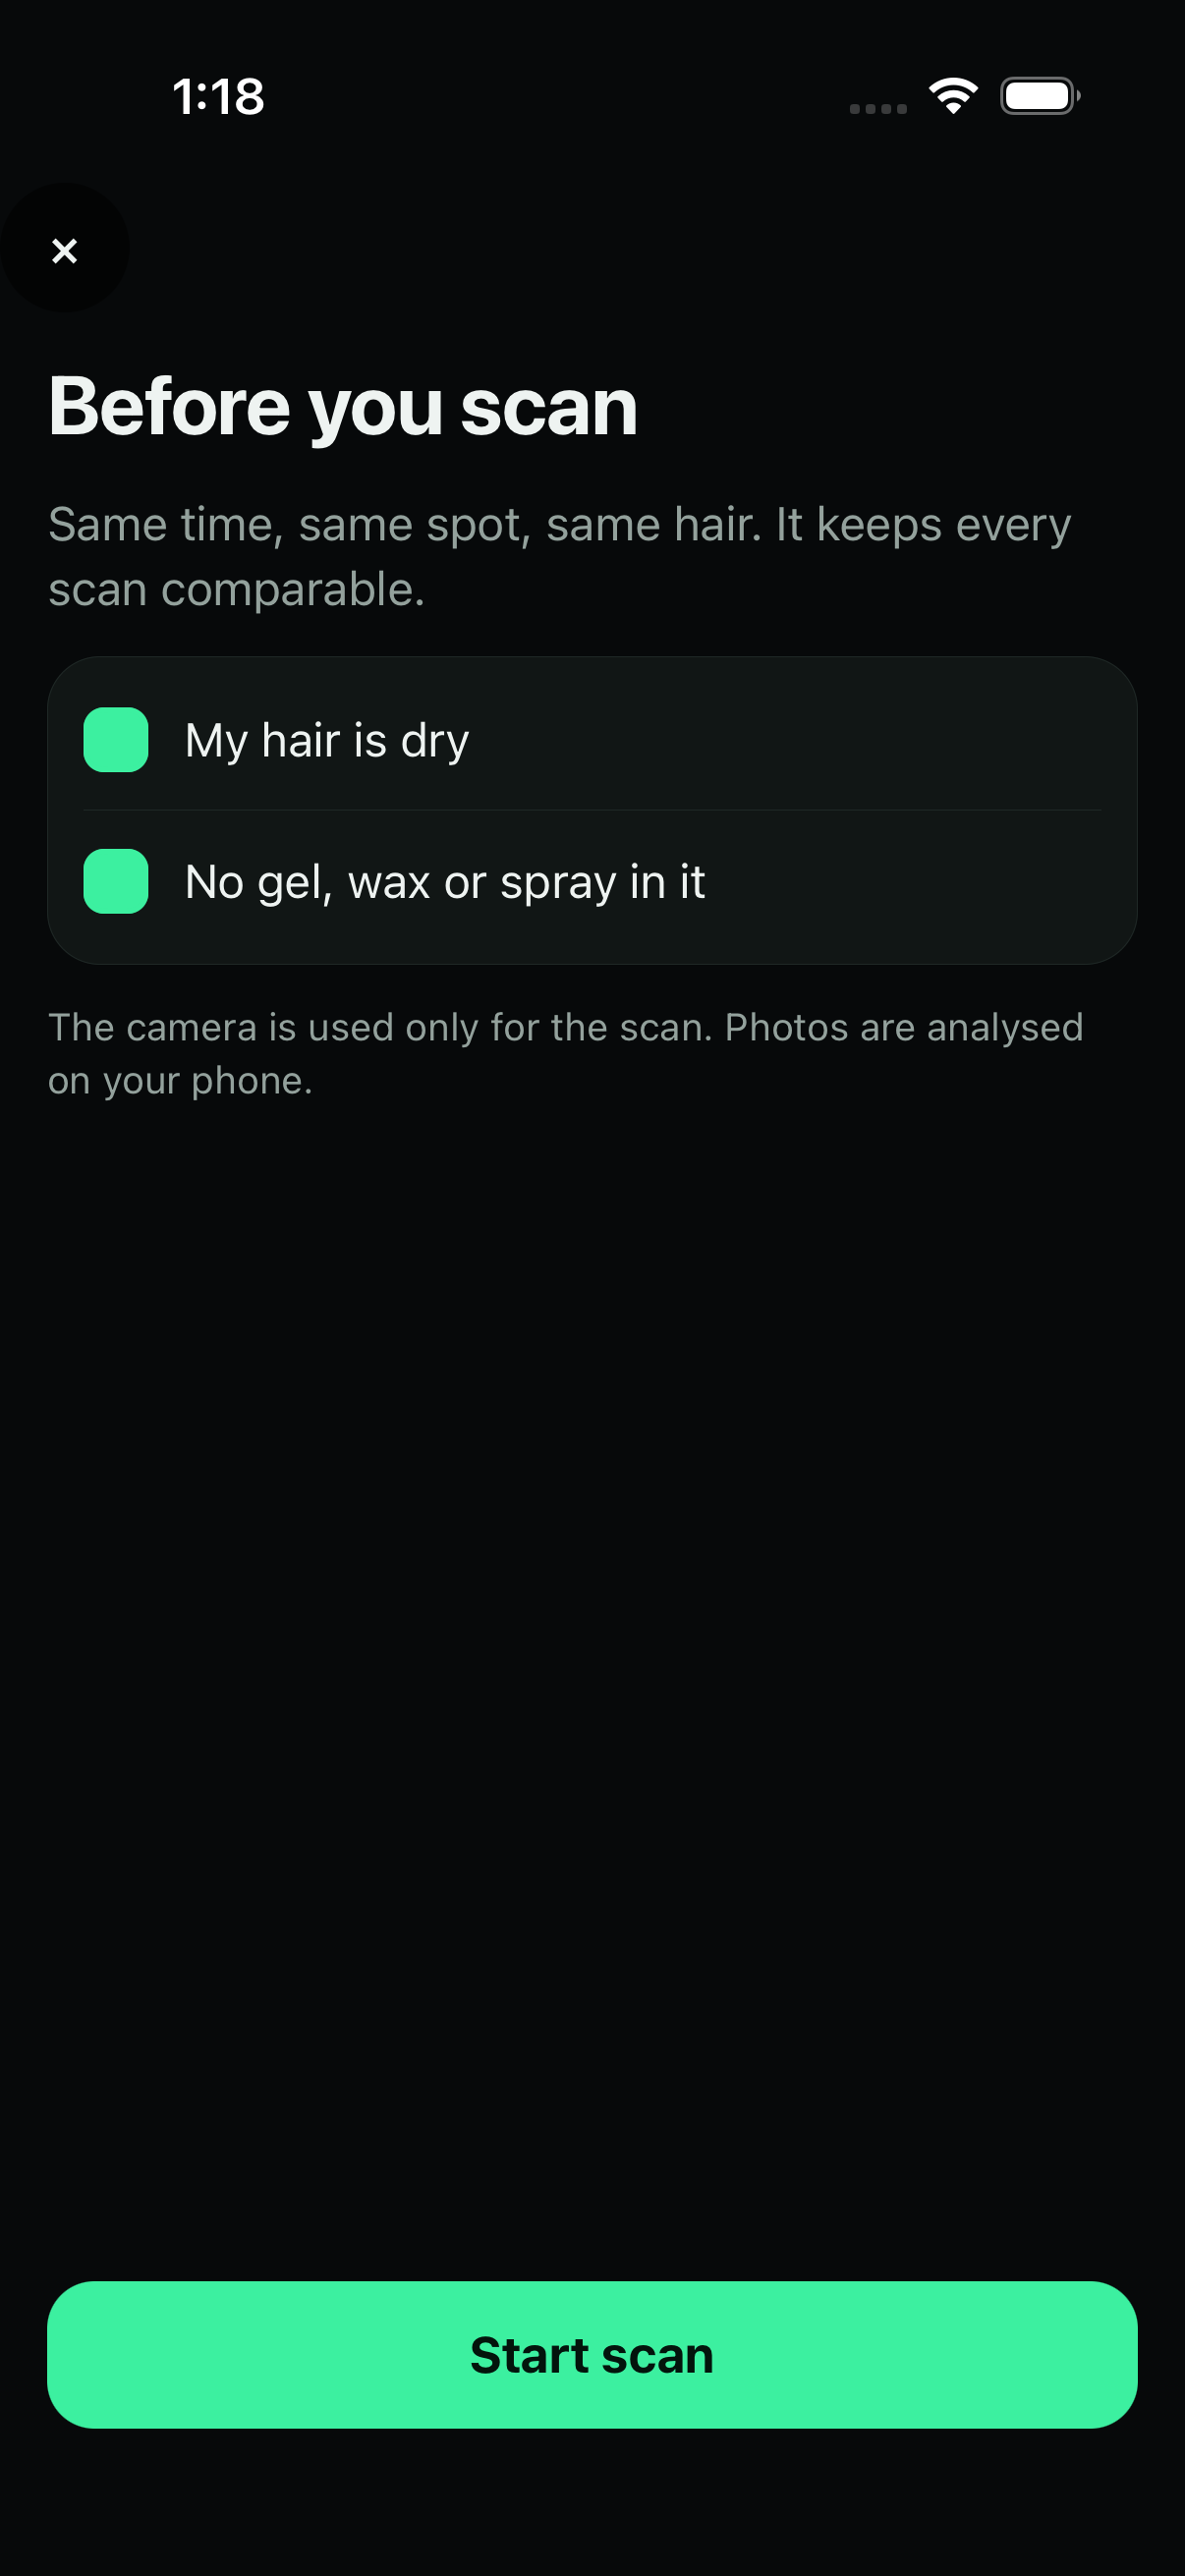 1:18
×
Before you scan
Same time, same spot, same hair. It keeps every
scan comparable.
My hair is dry
No gel, wax or spray in it
The camera is used only for the scan. Photos are analysed
on your phone.
Start scan